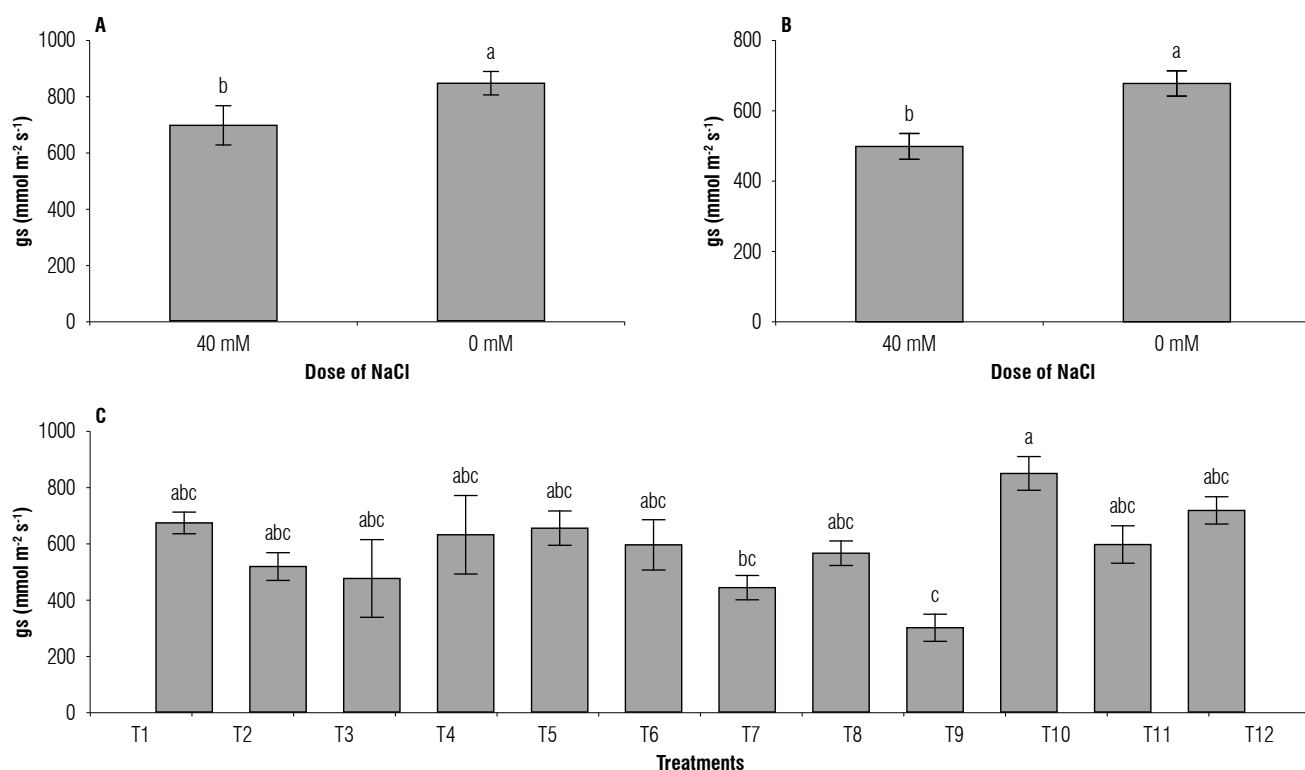 A
1000
800
600
400
200
0
gs (mmol m-2 s-1)
b
a
40 mM 0 mM
Dose of NaCl
B
800
600
400
200
0
gs (mmol m-2 s-1)
b
a
40 mM 0 mM
Dose of NaCl
C
1000
800
600
400
200
0
gs (mmol m-2 s-1)
abc abc abc abc abc abc bc abc c a abc abc
T1 T2 T3 T4 T5 T6 T7 T8 T9 T10 T11 T12
Treatments